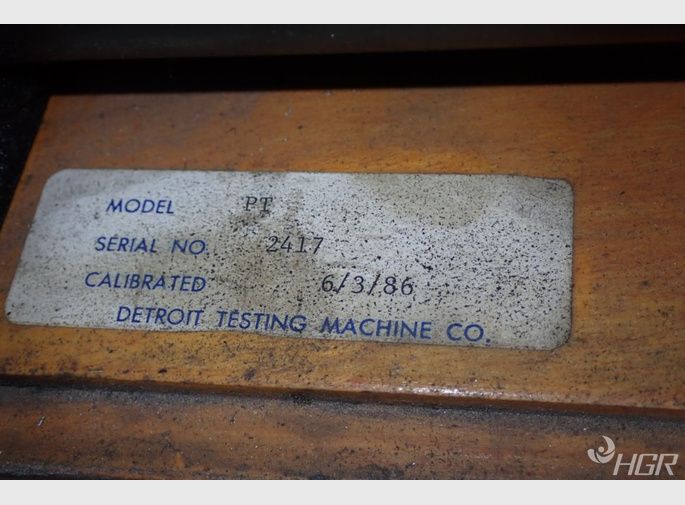 MODEL PT
SERIAL NO. 2417
CALIBRATED 6/3/86
DETROIT TESTING MACHINE CO.
HGR